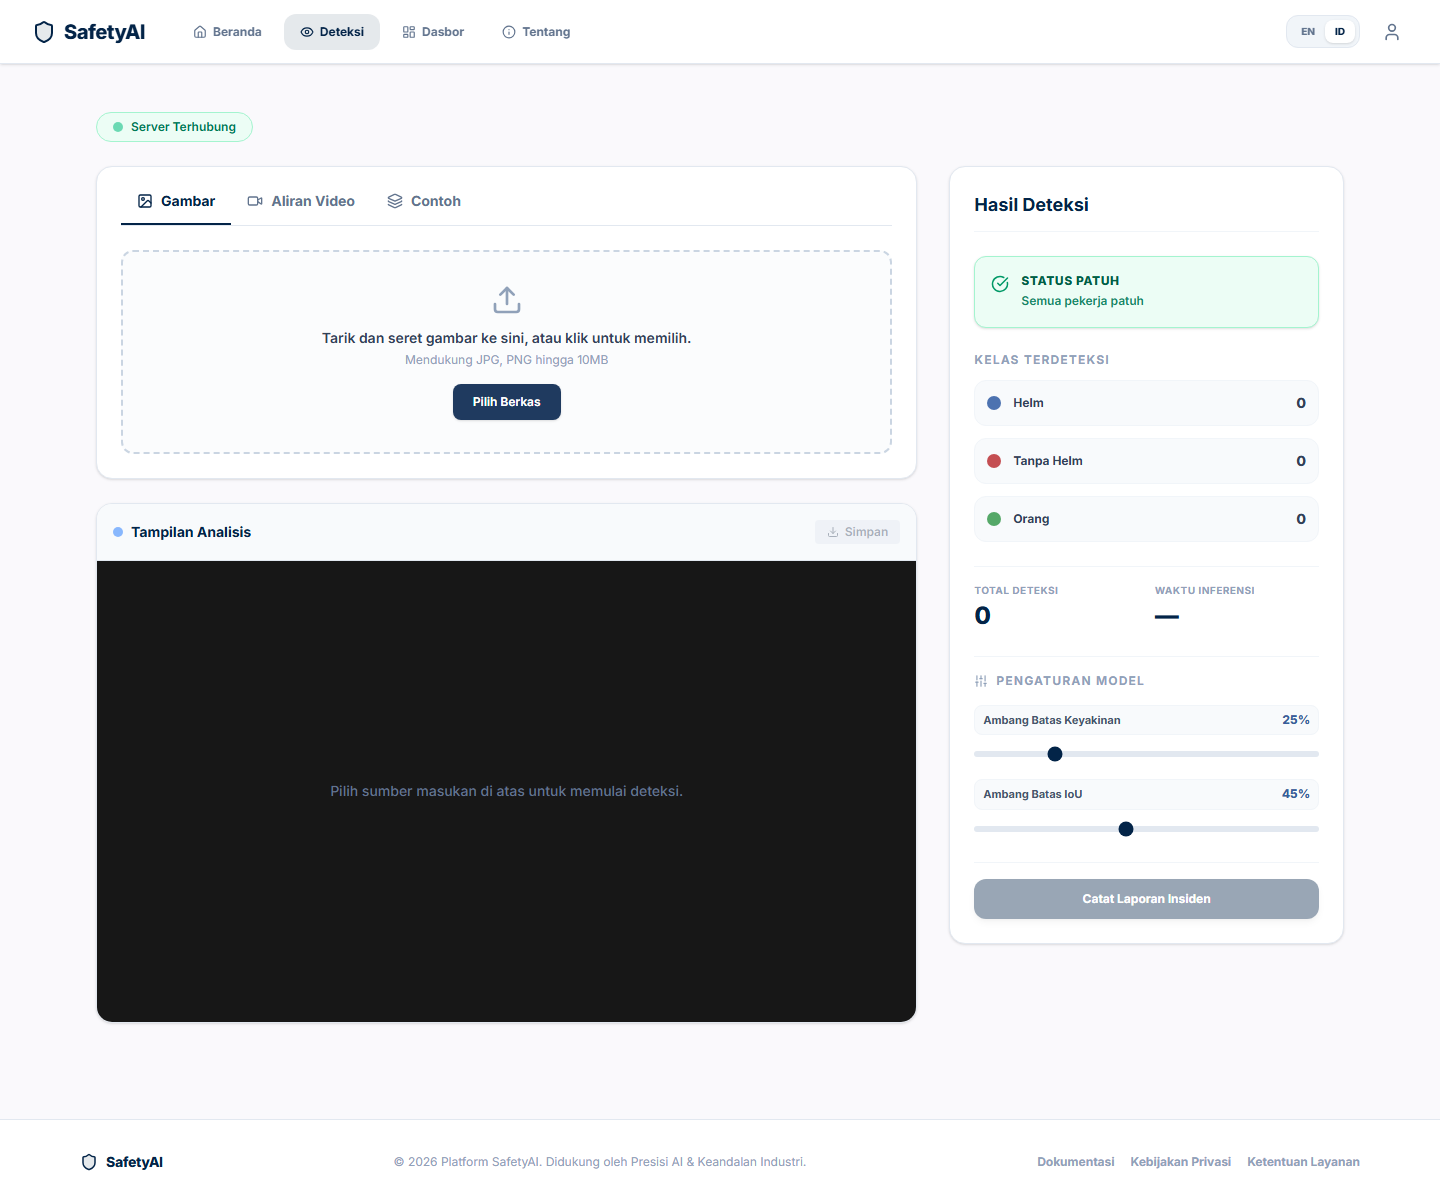 SafetyAI
Beranda
Deteksi
Dasbor
Tentang
EN
ID
Server Terhubung
Gambar
Aliran Video
Contoh
Tarik dan seret gambar ke sini, atau klik untuk memilih.
Mendukung JPG, PNG hingga 10MB
Pilih Berkas
Tampilan Analisis
Simpan
Pilih sumber masukan di atas untuk memulai deteksi.
Hasil Deteksi
STATUS PATUH
Semua pekerja patuh
KELAS TERDETEKSI
Helm 0
Tanpa Helm 0
Orang 0
TOTAL DETEKSI
0
WAKTU INFERENSI
—
PENGATURAN MODEL
Ambang Batas Keyakinan 25%
Ambang Batas IoU 45%
Catat Laporan Insiden
SafetyAI
© 2026 Platform SafetyAI. Didukung oleh Presisi AI & Keandalan Industri.
Dokumentasi
Kebijakan Privasi
Ketentuan Layanan